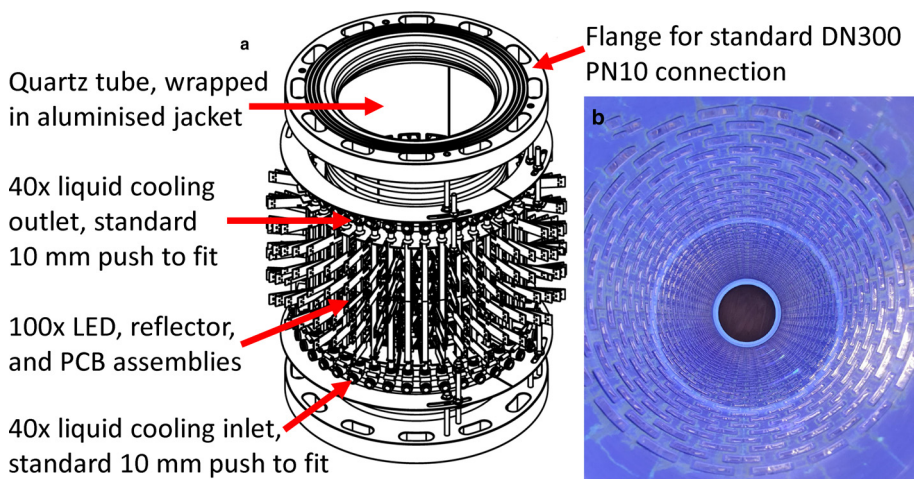 a
Flange for standard DN300
PN10 connection
Quartz tube, wrapped
in aluminised jacket
b
40x liquid cooling
outlet, standard
10 mm push to fit
100x LED, reflector,
and PCB assemblies
40x liquid cooling inlet,
standard 10 mm push to fit